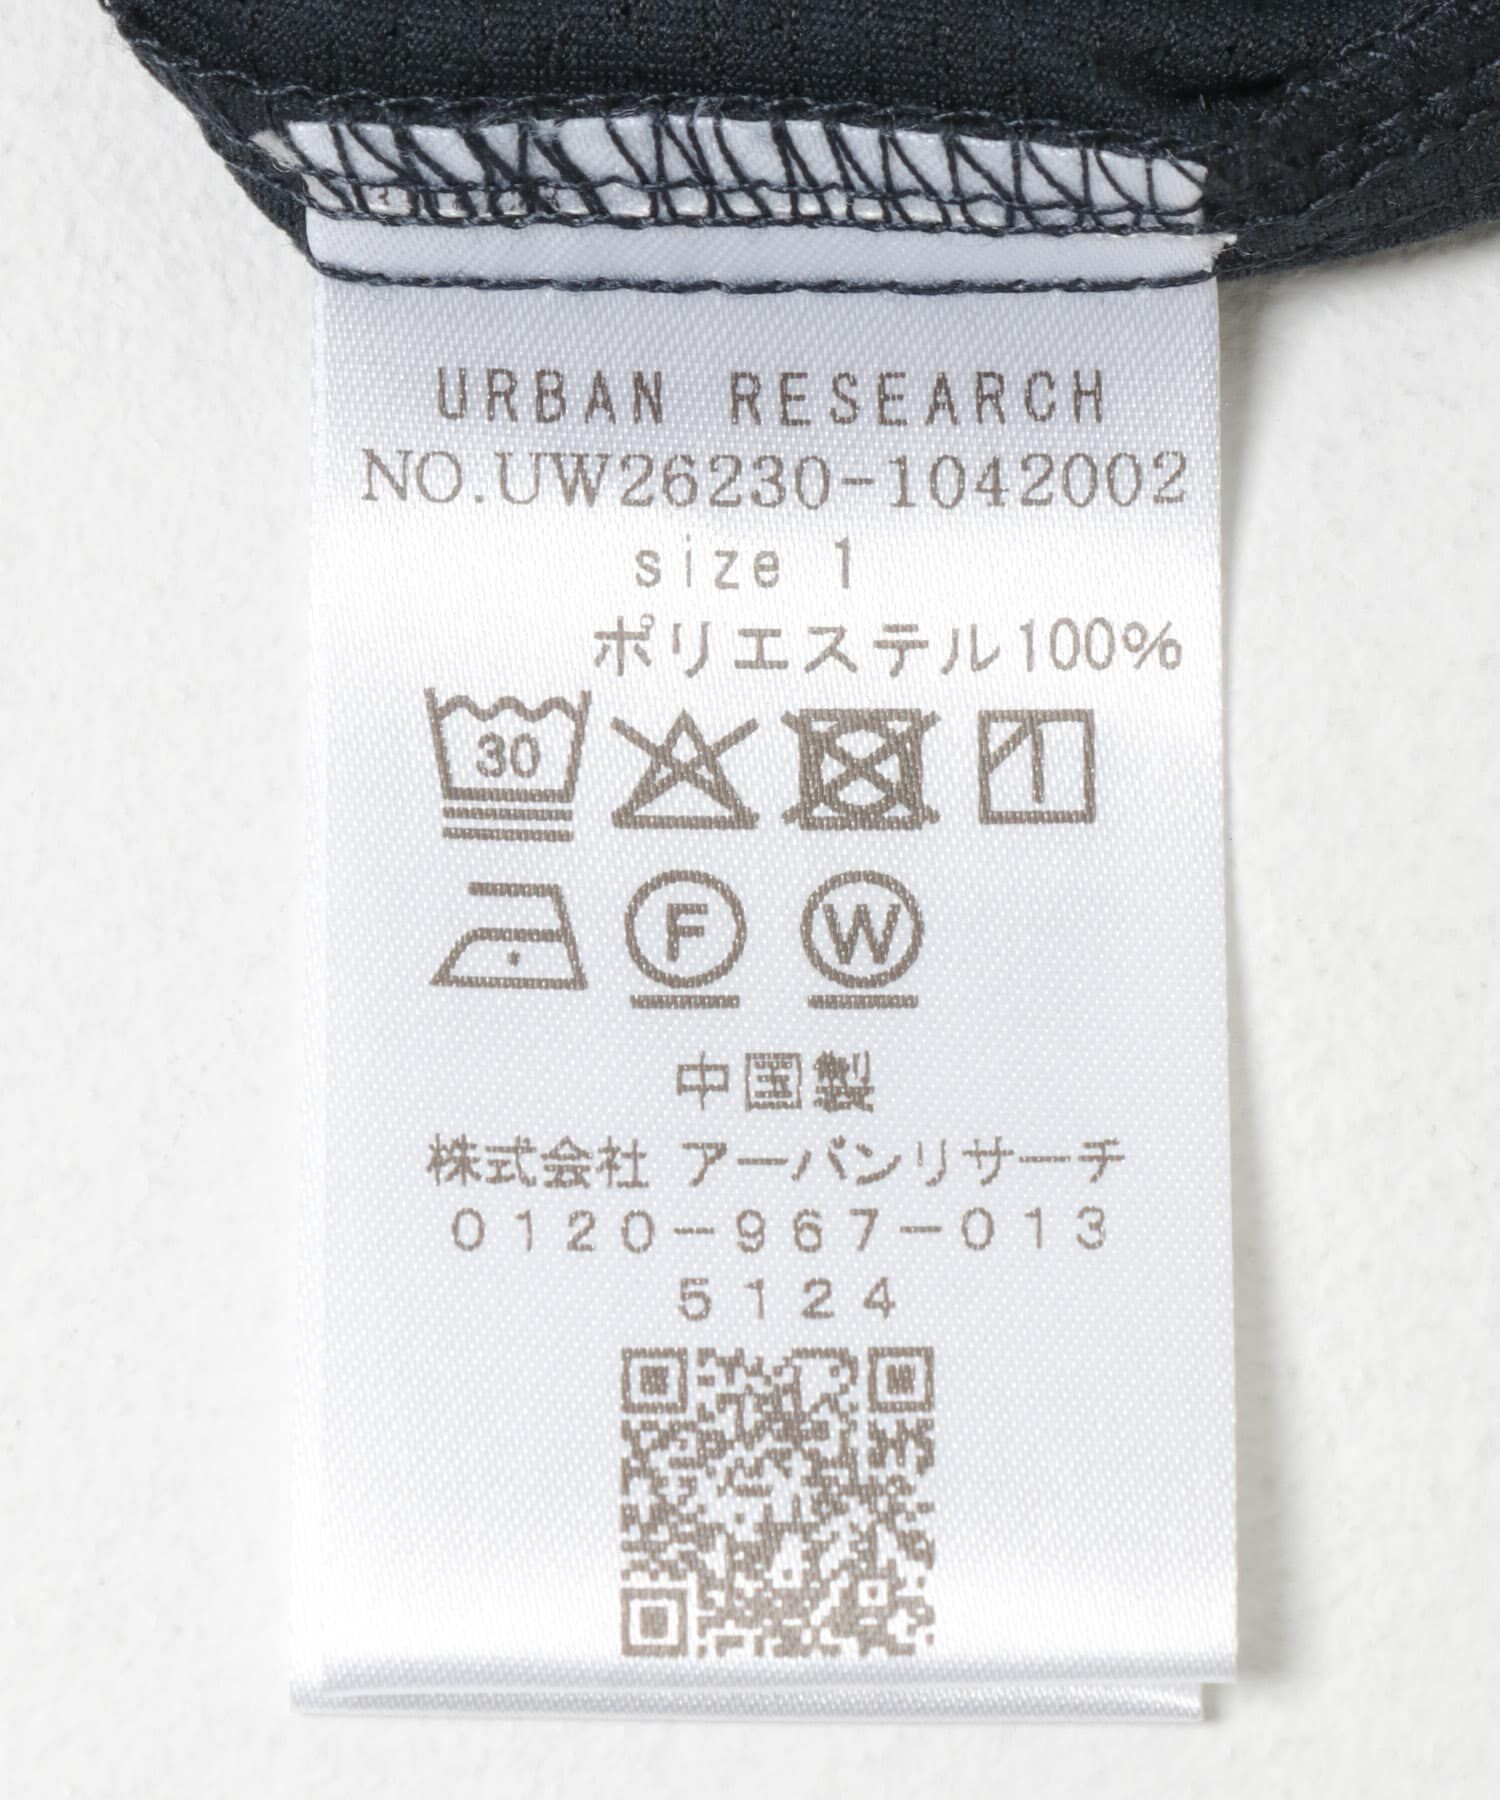 URBAN RESEARCH
NO.UW26230-1042002
size 1
ポリエステル100%
30
F W
中国製
株式会社 アーバンリサーチ
0120-967-013
5124